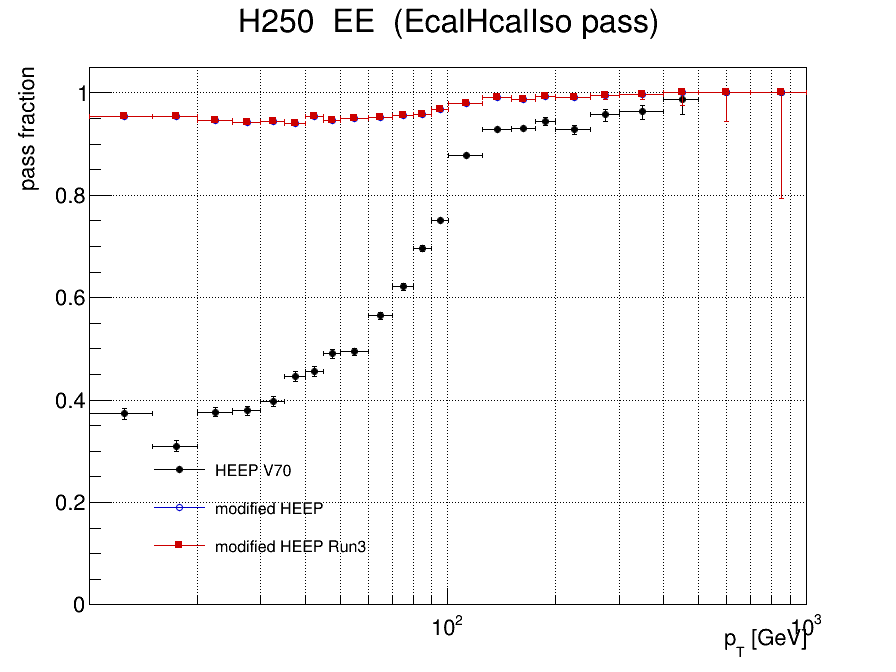 H250 EE (EcalHcalIso pass)
pass fraction
1
0.8
0.6
0.4
0.2
0
HEEP V70
modified HEEP
modified HEEP Run3
10²
10³
p_T [GeV]